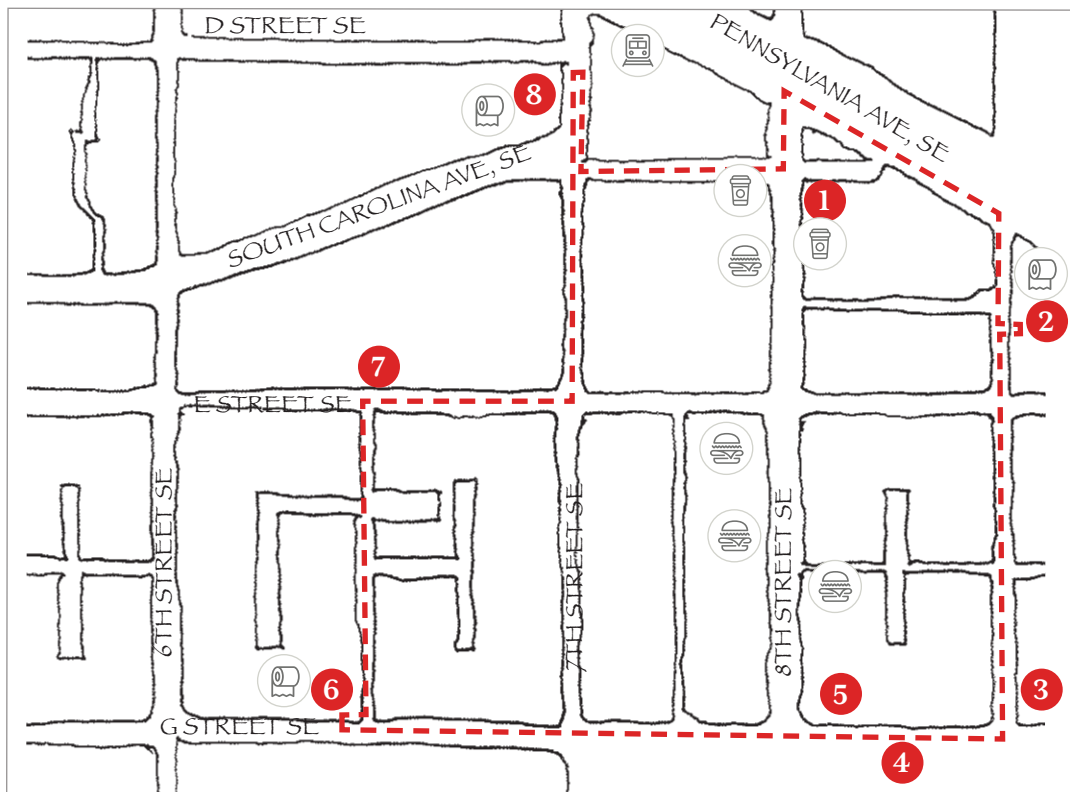 D STREET SE
PENNSYLVANIA AVE, SE
8
SOUTH CAROLINA AVE, SE
1
2
7
E STREET SE
6TH STREET SE
7TH STREET SE
8TH STREET SE
6
5
3
G STREET SE
4